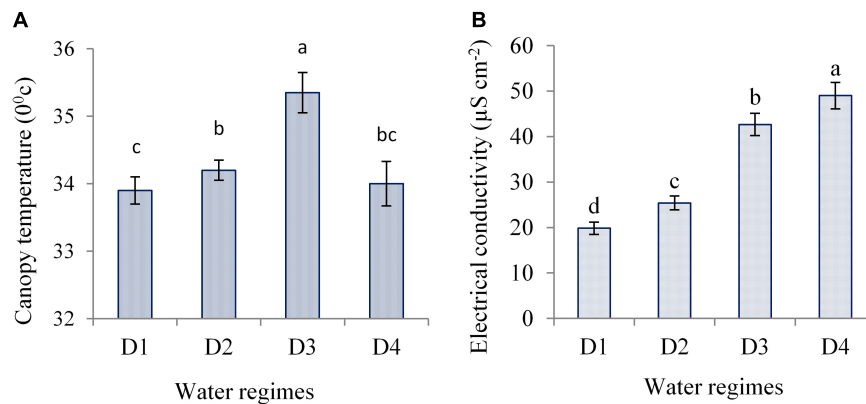 A
Canopy temperature (0⁰c)
36
35
34
33
32
c
b
a
bc
D1 D2 D3 D4
Water regimes
B
Electrical conductivity (µS cm⁻²)
60
50
40
30
20
10
0
d
c
b
a
D1 D2 D3 D4
Water regimes